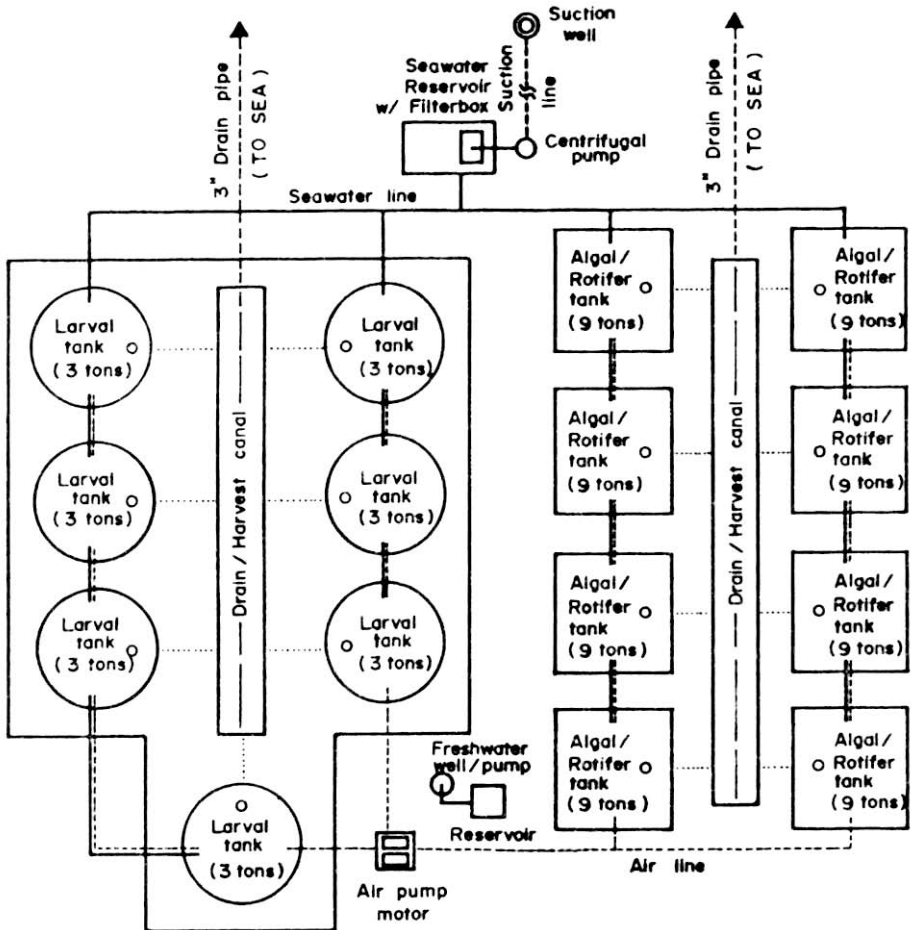 Suction
well
Seawater
Reservoir
w/ Filterbox
Suction
line
Centrifugal
pump
3" Drain pipe
(TO SEA)
3" Drain pipe
(TO SEA)
Seawater line
Larval
tank
(3 tons)
Larval
tank
(3 tons)
Algal/
Rotifer
tank
(9 tons)
Algal/
Rotifer
tank
(9 tons)
Larval
tank
(3 tons)
Larval
tank
(3 tons)
Algal/
Rotifer
tank
(9 tons)
Algal/
Rotifer
tank
(9 tons)
Drain / Harvest canal
Drain / Harvest canal
Larval
tank
(3 tons)
Larval
tank
(3 tons)
Algal/
Rotifer
tank
(9 tons)
Algal/
Rotifer
tank
(9 tons)
Larval
tank
(3 tons)
Freshwater
well/pump
Reservoir
Algal/
Rotifer
tank
(9 tons)
Algal/
Rotifer
tank
(9 tons)
Air pump
motor
Air line